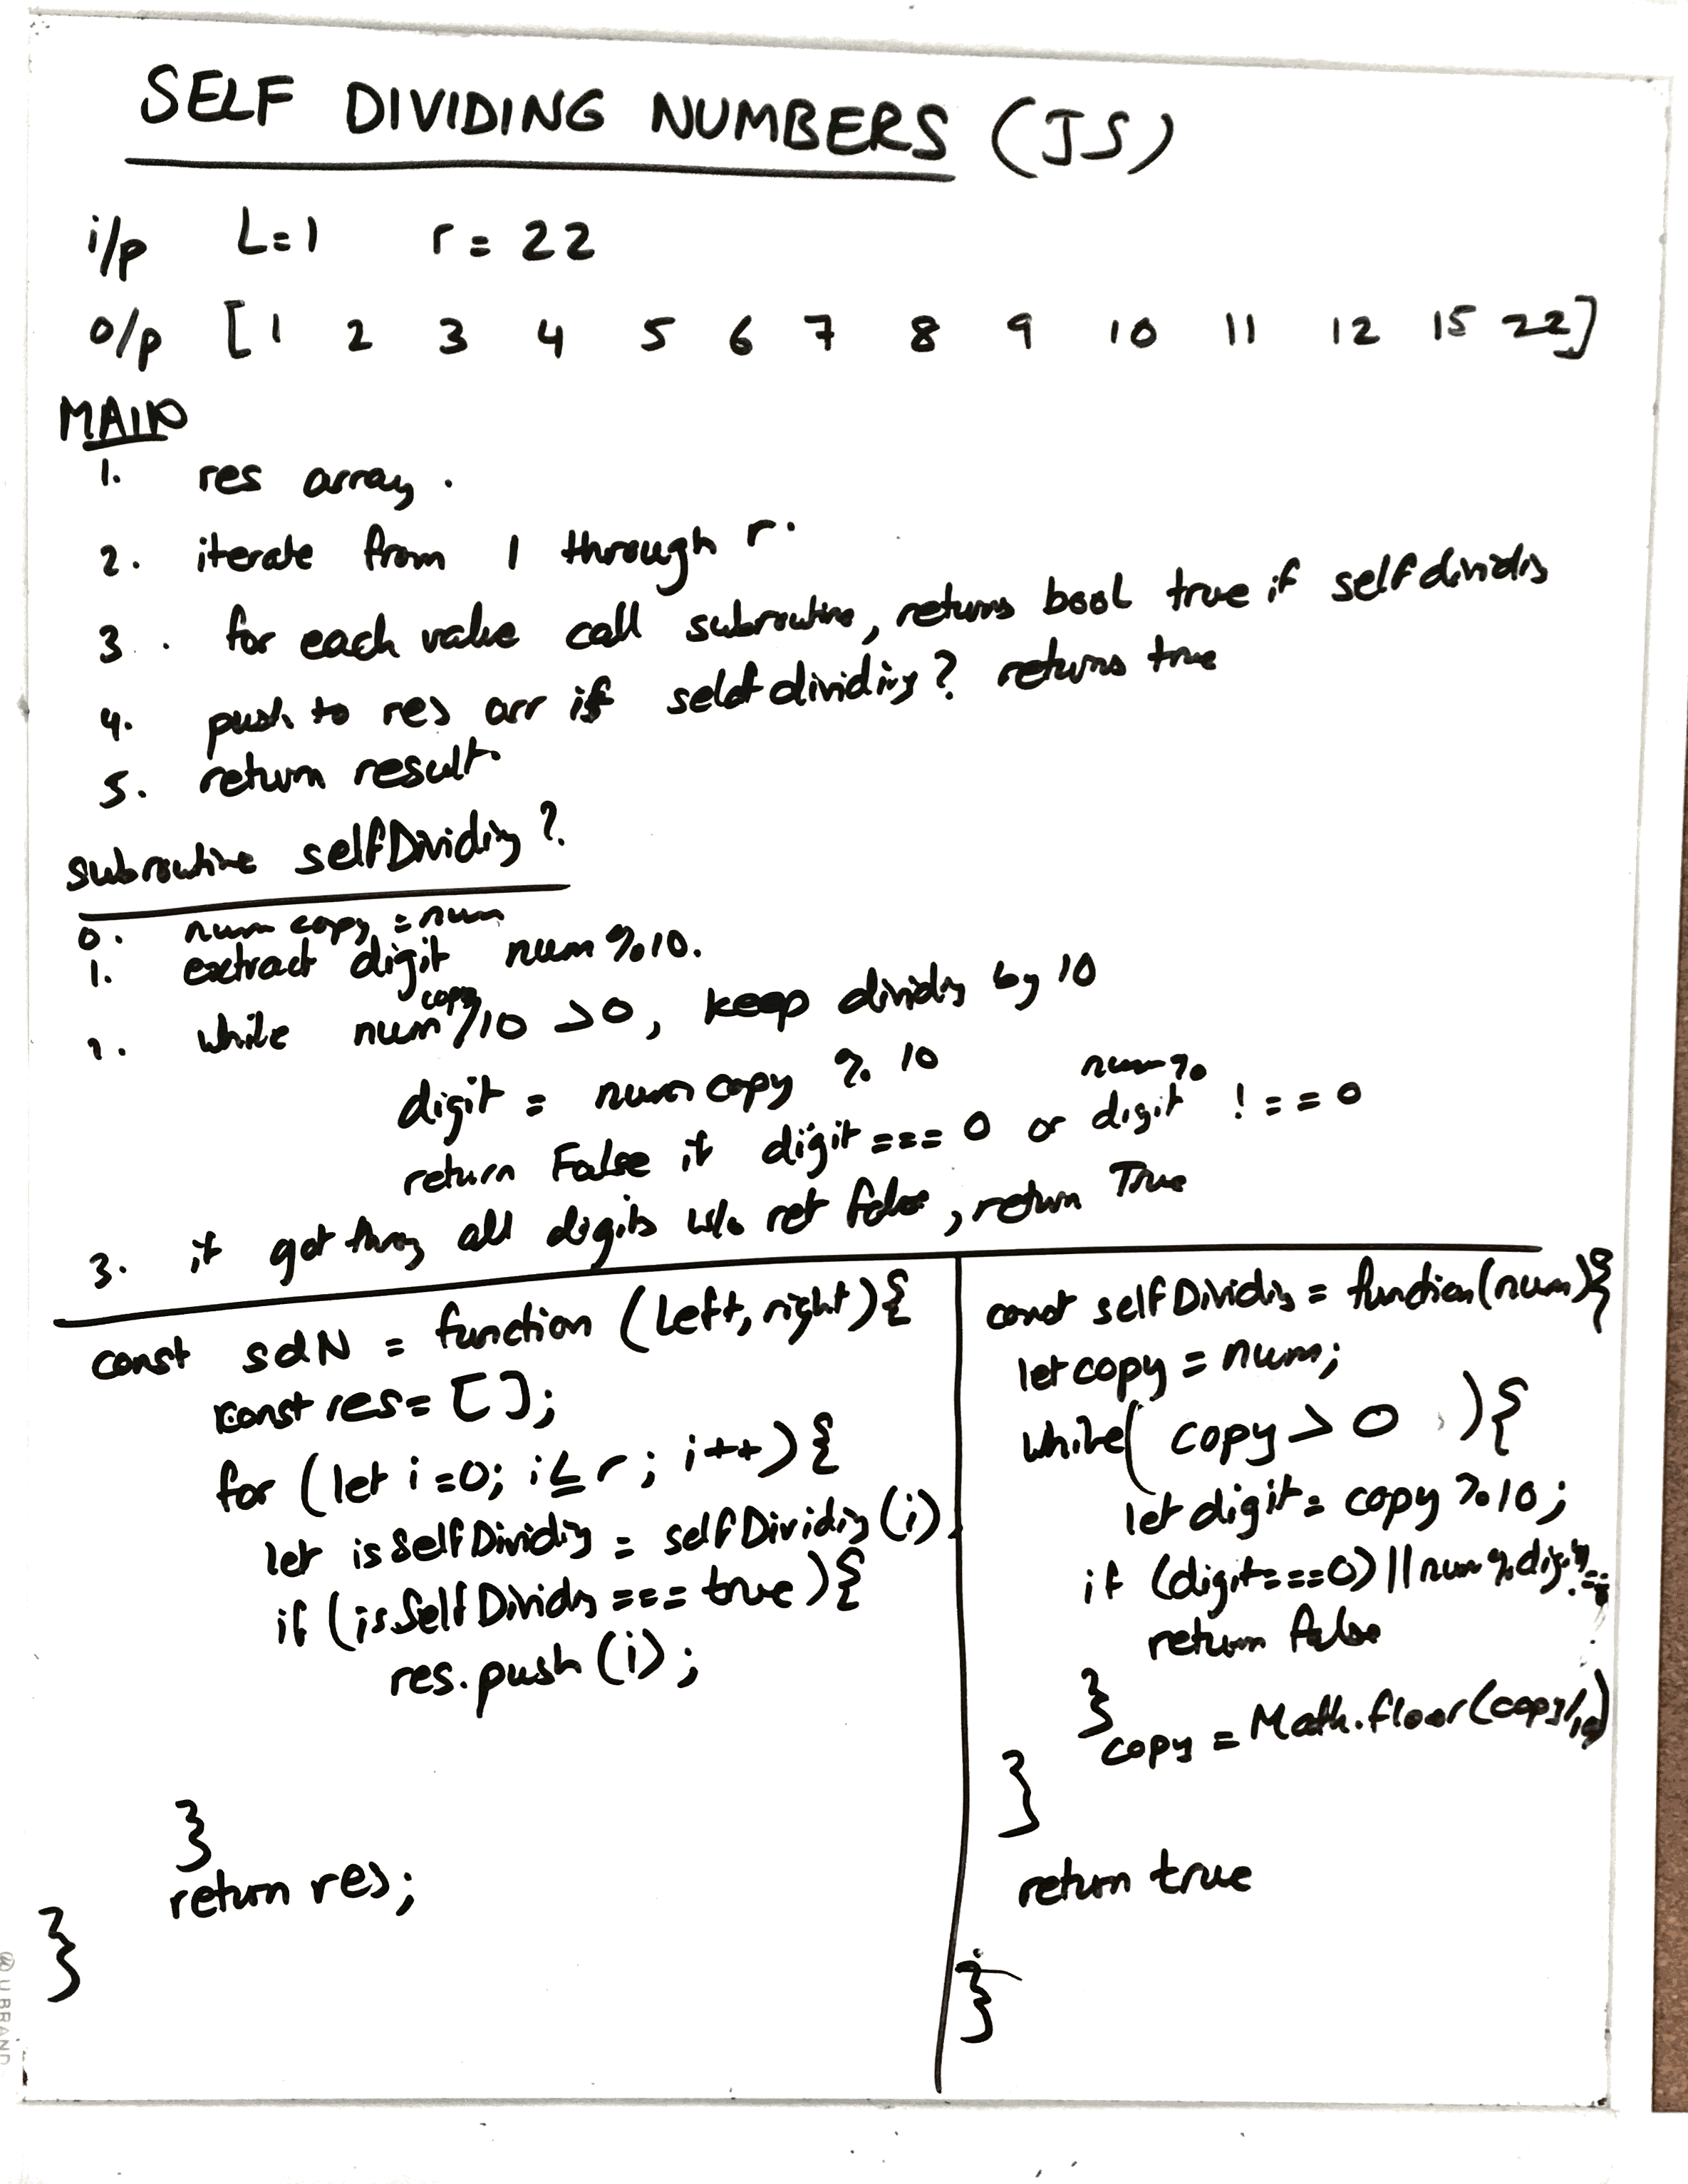 SELF DIVIDING NUMBERS (JS)
i/p L=1 r = 22
o/p [1 2 3 4 5 6 7 8 9 10 11 12 15 22]
MAIN
1. res array.
2. iterate from 1 through r.
3. for each value call subroutine, returns bool true if selfdividing
4. push to res arr if selfdividing? returns true
5. return result.
subroutine selfDividing?
0. num copy = num
1. extract digit num % 10.
2. while num copy/10 >0, keep dividing by 10
digit = num copy % 10
return False if digit === 0 or num % digit !== 0
3. if got thru all digits w/o ret false, return True
const sdN = function (left, right) {
const res = [];
for (let i=0; i≤r; i++) {
let isSelfDividing = selfDividing(i)
if (isSelfDividing === true) {
res.push(i);
}
return res;
}
const selfDividing = function(num){
let copy = num;
while( copy > 0 ){
let digit = copy % 10;
if (digit===0) || num % digit !==
return false
}
copy = Math.floor(copy/10)
}
return true
}
U BRAND